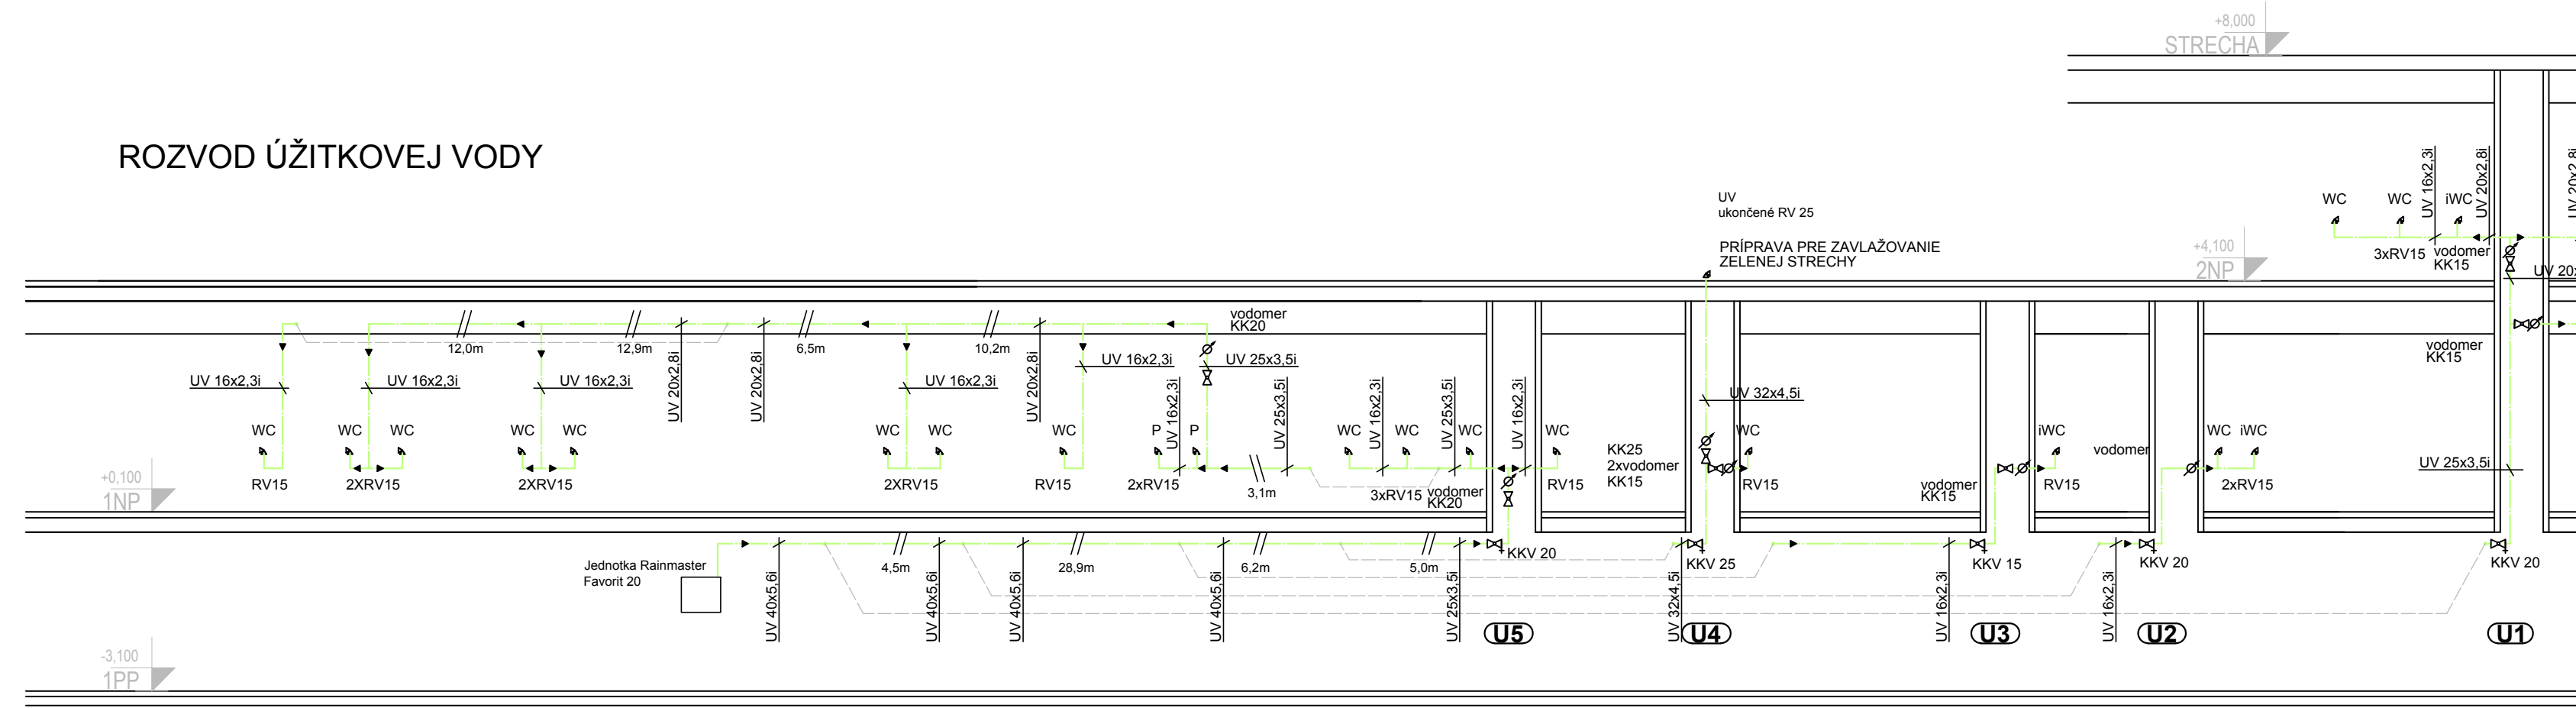 +8,000
STRECHA
ROZVOD ÚŽITKOVEJ VODY
UV
ukončené RV 25
PRÍPRAVA PRE ZAVLAŽOVANIE
ZELENEJ STRECHY
WC
WC
UV 16x2,3i
iWC
UV 20x2,8i
UV 20x2,8i
3xRV15
vodomer
KK15
+4,100
2NP
UV 20x
vodomer
KK20
12,0m
12,9m
6,5m
10,2m
vodomer
KK15
UV 16x2,3i
UV 16x2,3i
UV 16x2,3i
UV 20x2,8i
UV 20x2,8i
UV 16x2,3i
UV 20x2,8i
UV 16x2,3i
UV 25x3,5i
UV 16x2,3i
UV 25x3,5i
UV 16x2,3i
UV 25x3,5i
UV 16x2,3i
UV 32x4,5i
WC
WC
WC
WC
WC
WC
WC
WC
P
P
WC
WC
WC
WC
WC
iWC
WC
iWC
KK25
2xvodomer
KK15
vodomer
UV 25x3,5i
+0,100
1NP
RV15
2XRV15
2XRV15
2XRV15
RV15
2xRV15
3,1m
3xRV15
vodomer
KK20
RV15
RV15
vodomer
KK15
RV15
2xRV15
Jednotka Rainmaster
Favorit 20
4,5m
28,9m
6,2m
5,0m
KKV 20
KKV 25
KKV 15
KKV 20
KKV 20
UV 40x5,6i
UV 40x5,6i
UV 40x5,6i
UV 40x5,6i
UV 25x3,5i
UV 32x4,5i
UV 16x2,3i
UV 16x2,3i
U5
U4
U3
U2
U1
-3,100
1PP